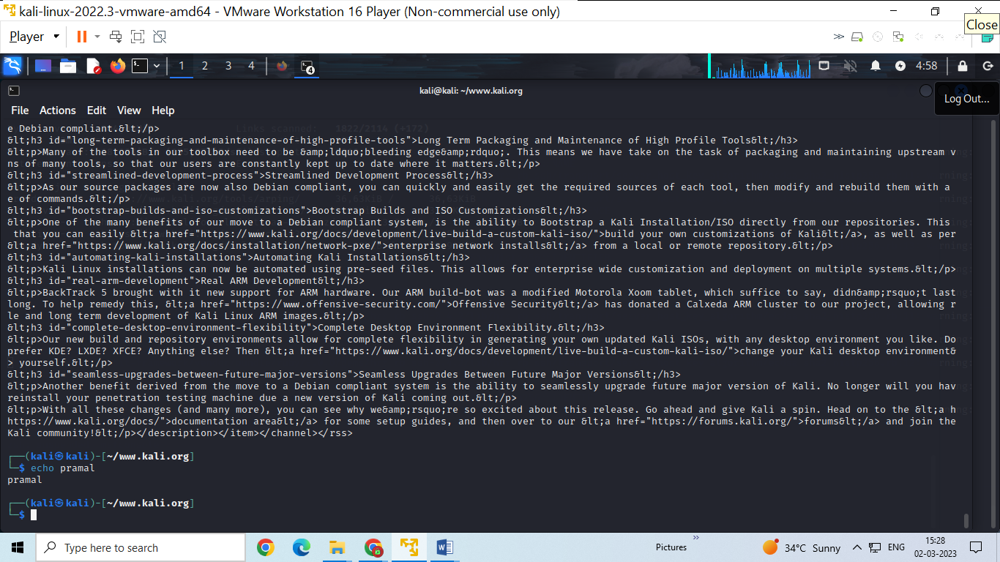 kali-linux-2022.3-vmware-amd64 - VMware Workstation 16 Player (Non-commercial use only)
Close
Player
1 2 3 4
4
4:58
kali@kali: ~/www.kali.org
Log Out...
File Actions Edit View Help
e Debian compliant.&lt;/p>
Links scanned: 1822/2114 (+172)
&lt;h3 id="long-term-packaging-and-maintenance-of-high-profile-tools">Long Term Packaging and Maintenance of High Profile Tools&lt;/h3>
&lt;p>Many of the tools in our toolbox need to be &amp;ldquo;bleeding edge&amp;rdquo;. This means we have take on the task of packaging and maintaining upstream v
ns of many tools, so that our users are constantly kept up to date where it matters.&lt;/p>
&lt;h3 id="streamlined-development-process">Streamlined Development Process&lt;/h3>
&lt;p>As our source packages are now also Debian compliant, you can quickly and easily get the required sources of each tool, then modify and rebuild them with a
e of commands.&lt;/p>
&lt;h3 id="bootstrap-builds-and-iso-customizations">Bootstrap Builds and ISO Customizations&lt;/h3>
&lt;p>One of the many benefits of our move to a Debian compliant system, is the ability to Bootstrap a Kali Installation/ISO directly from our repositories. This
that you can easily &lt;a href="https://www.kali.org/docs/development/live-build-a-custom-kali-iso/">build your own customizations of Kali&lt;/a>, as well as per
&lt;a href="https://www.kali.org/docs/installation/network-pxe/">enterprise network installs&lt;/a> from a local or remote repository.&lt;/p>
&lt;h3 id="automating-kali-installations">Automating Kali Installations&lt;/h3>
&lt;p>Kali Linux installations can now be automated using pre-seed files. This allows for enterprise wide customization and deployment on multiple systems.&lt;/p>
&lt;h3 id="real-arm-development">Real ARM Development&lt;/h3>
&lt;p>BackTrack 5 brought with it new support for ARM hardware. Our ARM build-bot was a modified Motorola Xoom tablet, which suffice to say, didn&amp;rsquo;t last
long. To help remedy this, &lt;a href="https://www.offensive-security.com/">Offensive Security&lt;/a> has donated a Calxeda ARM cluster to our project, allowing r
le and long term development of Kali Linux ARM images.&lt;/p>
&lt;h3 id="complete-desktop-environment-flexibility">Complete Desktop Environment Flexibility.&lt;/h3>
&lt;p>Our new build and repository environments allow for complete flexibility in generating your own updated Kali ISOs, with any desktop environment you like. Do
prefer KDE? LXDE? XFCE? Anything else? Then &lt;a href="https://www.kali.org/docs/development/live-build-a-custom-kali-iso/">change your Kali desktop environment&
> yourself.&lt;/p>
&lt;h3 id="seamless-upgrades-between-future-major-versions">Seamless Upgrades Between Future Major Versions&lt;/h3>
&lt;p>Another benefit derived from the move to a Debian compliant system is the ability to seamlessly upgrade future major version of Kali. No longer will you hav
reinstall your penetration testing machine due a new version of Kali coming out.&lt;/p>
&lt;p>With all these changes (and many more), you can see why we&amp;rsquo;re so excited about this release. Go ahead and give Kali a spin. Head on to the &lt;a h
https://www.kali.org/docs/">documentation area&lt;/a> for some setup guides, and then over to our &lt;a href="https://forums.kali.org/">forums&lt;/a> and join the
Kali community!&lt;/p></description></item></channel></rss>
┌──(kali㉿kali)-[~/www.kali.org]
└─$ echo pramal
pramal
┌──(kali㉿kali)-[~/www.kali.org]
└─$
Type here to search
Pictures
34°C Sunny
ENG
15:28
02-03-2023